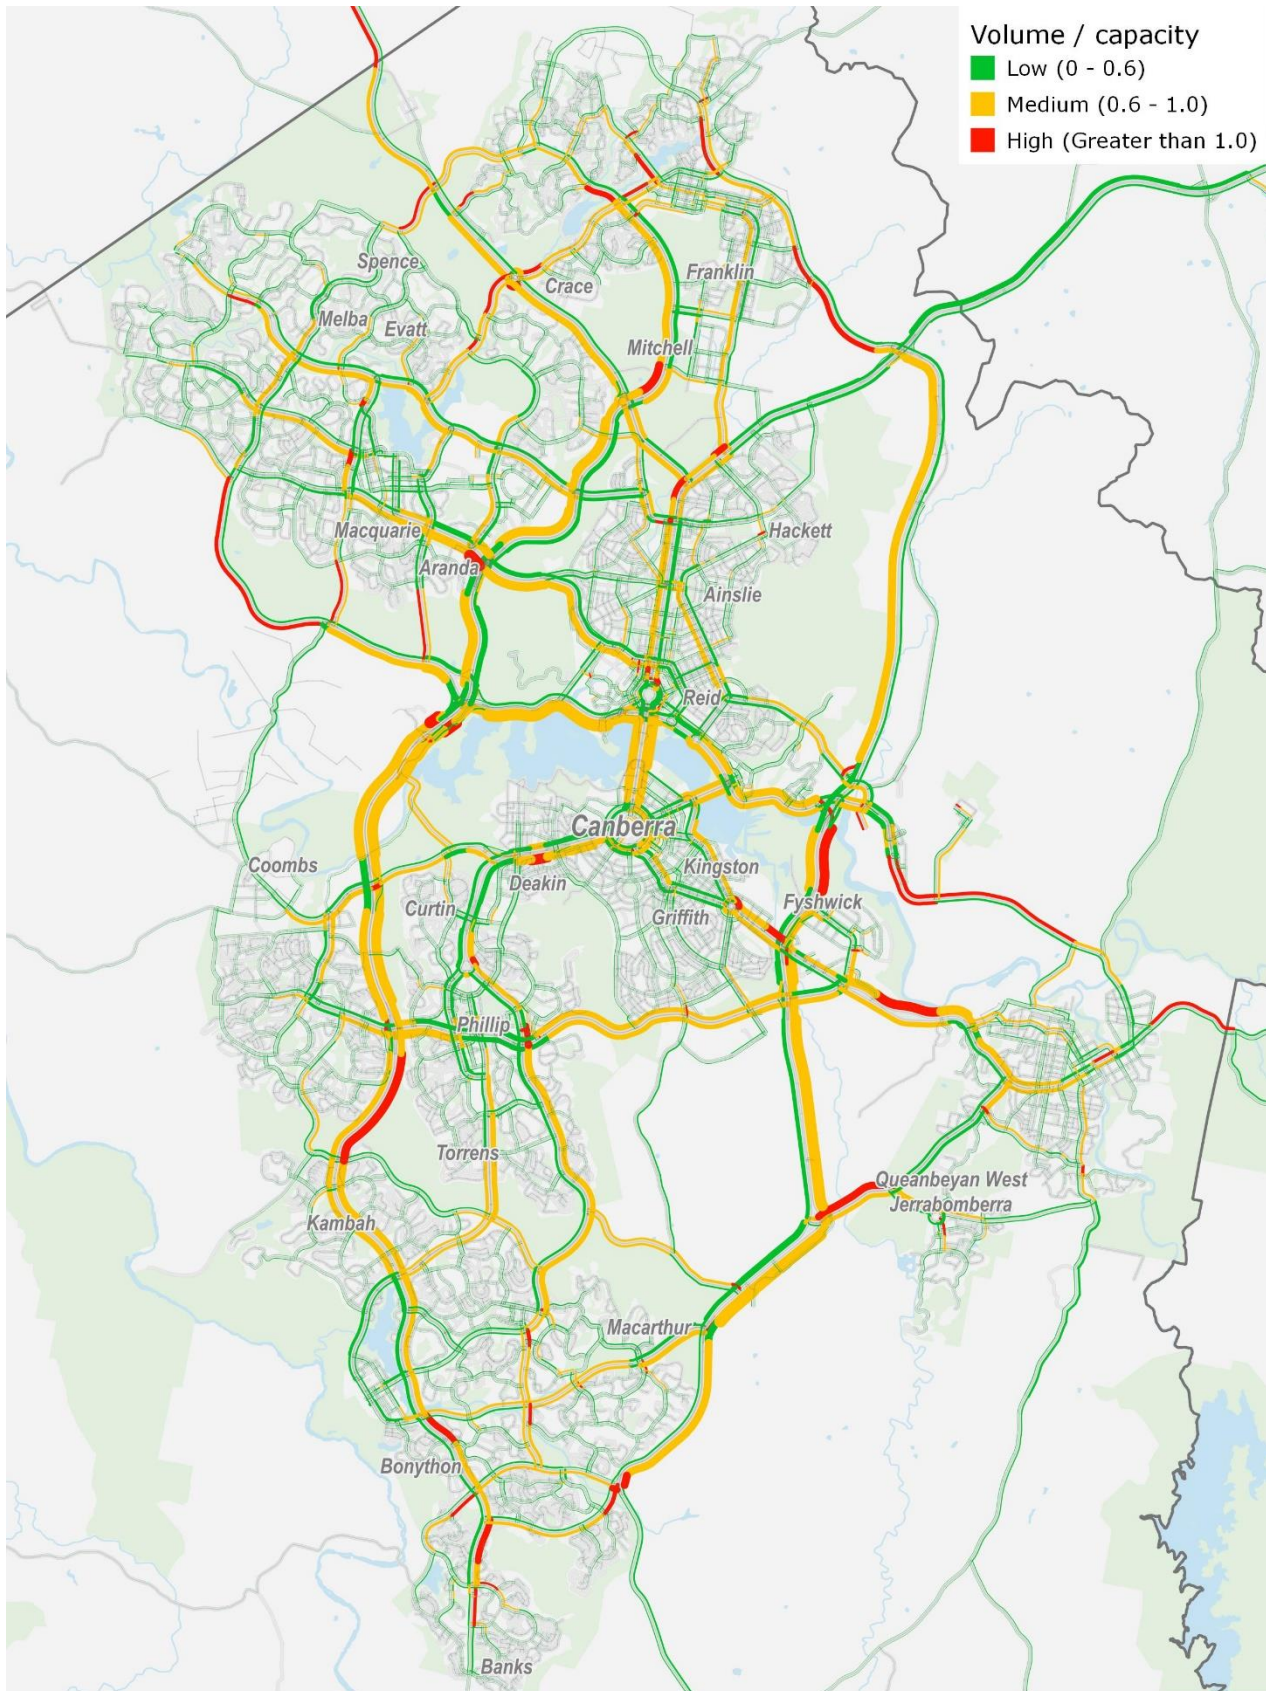 Volume / capacity
Low (0 - 0.6)
Medium (0.6 - 1.0)
High (Greater than 1.0)
Spence
Crace
Franklin
Melba
Evatt
Mitchell
Macquarie
Hackett
Aranda
Ainslie
Reid
Canberra
Coombs
Deakin
Kingston
Curtin
Griffith
Fyshwick
Phillip
Torrens
Queanbeyan West
Jerrabomberra
Kambah
Macarthur
Bonython
Banks